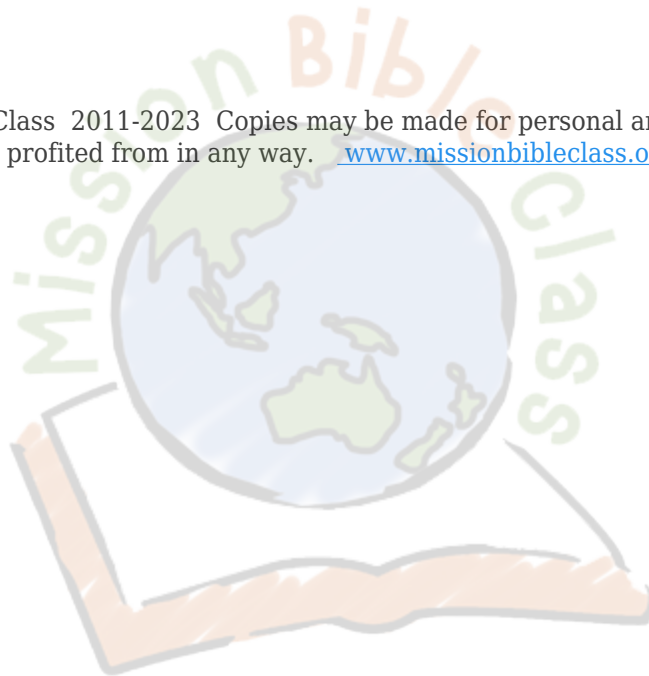 Mission Bible Class
Class 2011-2023 Copies may be made for personal
profited from in any way. www.missionbibleclass.o